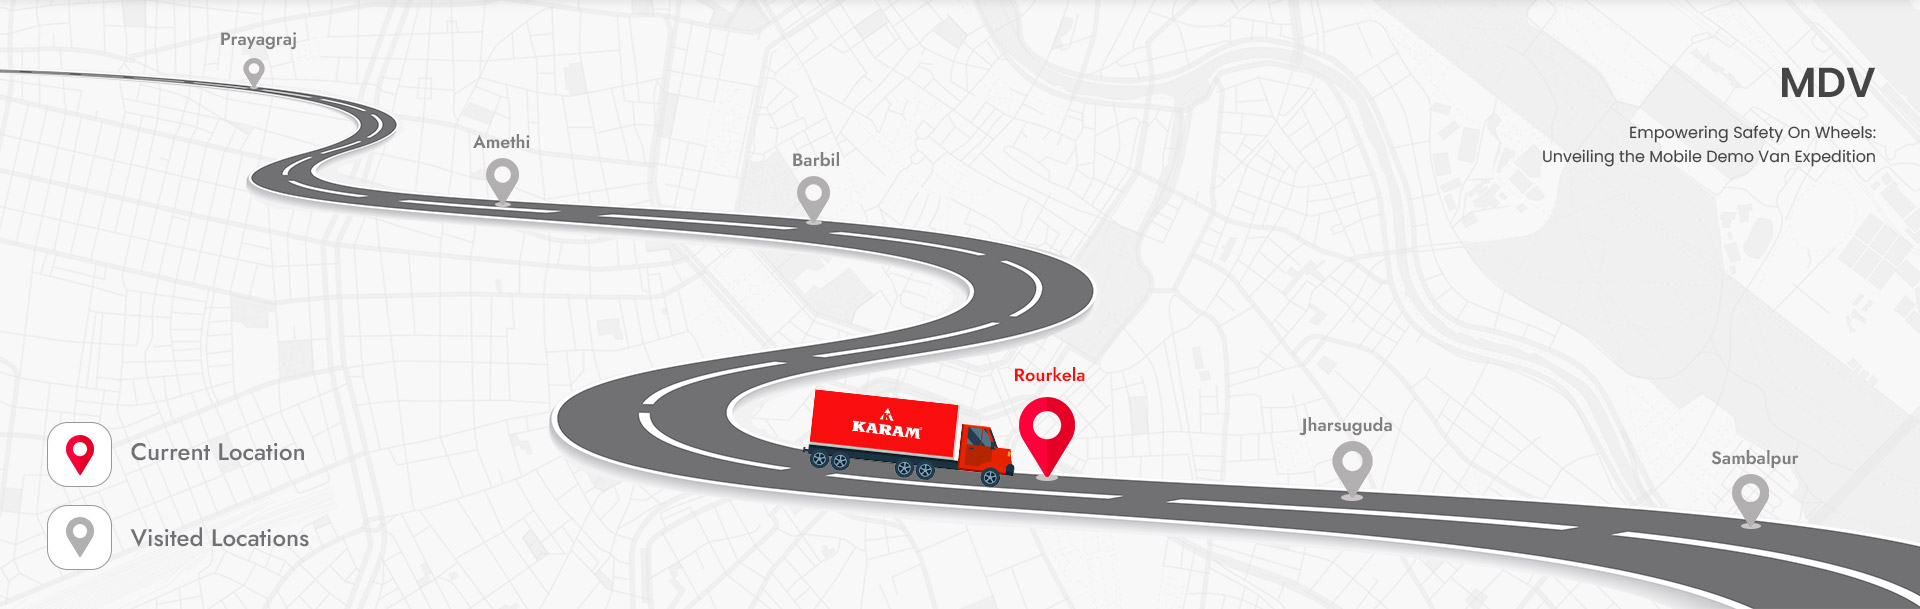 Prayagraj
MDV
Empowering Safety On Wheels:
Unveiling the Mobile Demo Van Expedition
Amethi
Barbil
Rourkela
KARAM
Jharsuguda
Sambalpur
Current Location
Visited Locations